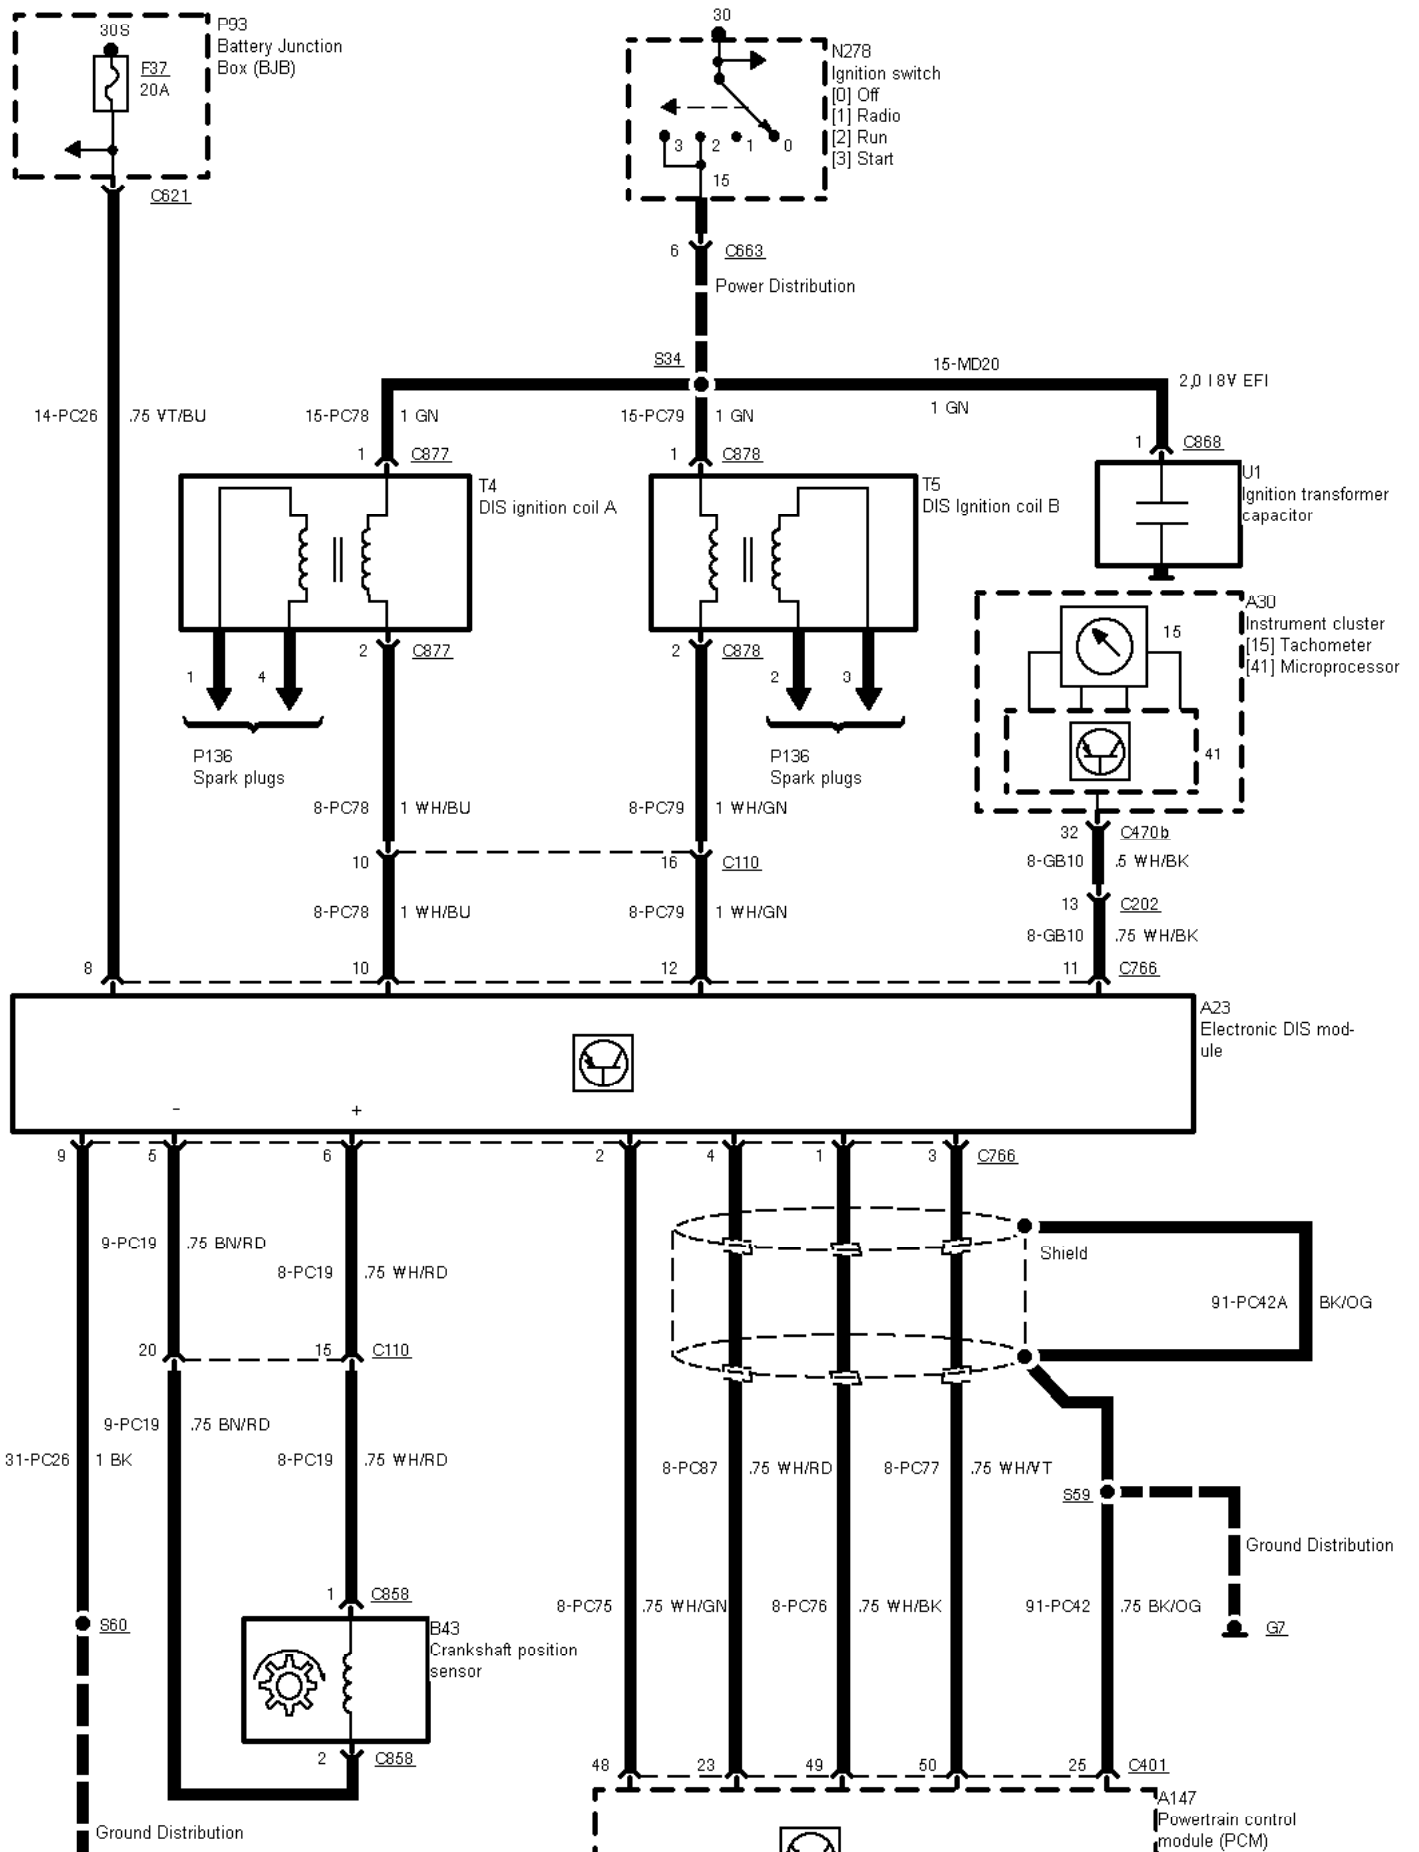 30S
P93
Battery Junction
Box (BJB)
F37
20A
C621
30
N278
Ignition switch
[0] Off
[1] Radio
[2] Run
[3] Start
3 2 1 0
15
6 C663
Power Distribution
S34
15-MD20
2,0 I 8V EFI
1 GN
14-PC26 .75 VT/BU
15-PC78 1 GN
15-PC79 1 GN
1 C877
1 C878
1 C868
T4
DIS ignition coil A
T5
DIS Ignition coil B
U1
Ignition transformer
capacitor
A30
Instrument cluster
[15] Tachometer
[41] Microprocessor
15
41
2 C877
2 C878
1 4
2 3
P136
Spark plugs
P136
Spark plugs
8-PC78 1 WH/BU
8-PC79 1 WH/GN
32 C470b
8-GB10 .5 WH/BK
10
16 C110
13 C202
8-PC78 1 WH/BU
8-PC79 1 WH/GN
8-GB10 .75 WH/BK
8 10 12 11 C766
A23
Electronic DIS mod-
ule
- +
9 5 6 2 4 1 3 C766
9-PC19 .75 BN/RD
8-PC19 .75 WH/RD
Shield
91-PC42A BK/OG
20 15 C110
9-PC19 .75 BN/RD
31-PC26 1 BK
8-PC19 .75 WH/RD
8-PC87 .75 WH/RD
8-PC77 .75 WH/VT
S59
Ground Distribution
8-PC75 .75 WH/GN
8-PC76 .75 WH/BK
91-PC42 .75 BK/OG
G7
1 C858
S60
B43
Crankshaft position
sensor
2 C858
48 23 49 50 25 C401
A147
Powertrain control
module (PCM)
Ground Distribution